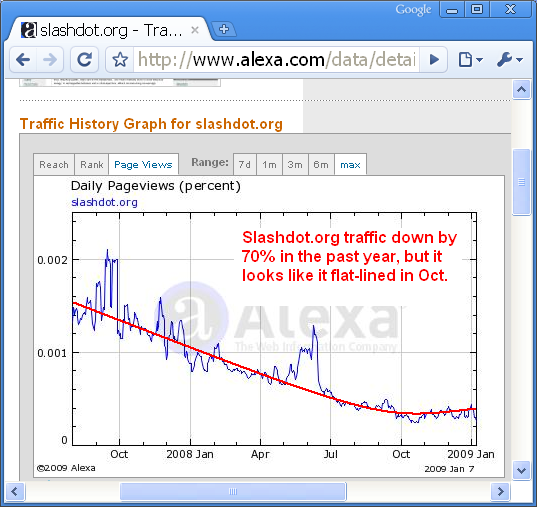 Google
slashdot.org - Tra...
http://www.alexa.com/data/detai
Traffic History Graph for slashdot.org
Reach Rank Page Views Range: 7d 1m 3m 6m max
Daily Pageviews (percent)
slashdot.org
Slashdot.org traffic down by
70% in the past year, but it
looks like it flat-lined in Oct.
0.002
a Alexa
The Web Information Company
0.001
0
Oct 2008 Jan Apr Jul Oct 2009 Jan
©2009 Alexa 2009 Jan 7